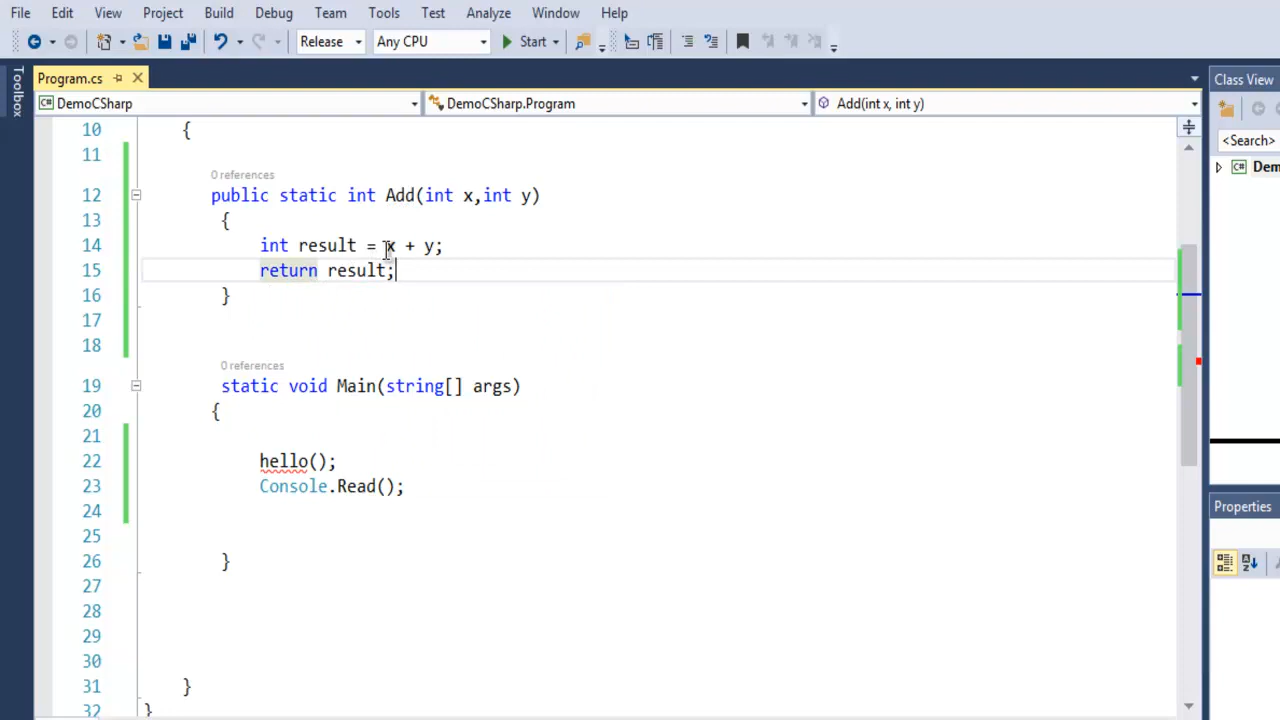 File Edit View Project Build Debug Team Tools Test Analyze Window Help
Release Any CPU Start
Program.cs
Class View
DemoCSharp DemoCSharp.Program Add(int x, int y)
Toolbox
<Search>
10 {
11
0 references
12 public static int Add(int x,int y)
13 {
14 int result = x + y;
15 return result;
16 }
17
18
0 references
19 static void Main(string[] args)
20 {
21
22 hello();
23 Console.Read();
24
25
26 }
27
28
29
30
31 }
32 }
C# Dem
Properties